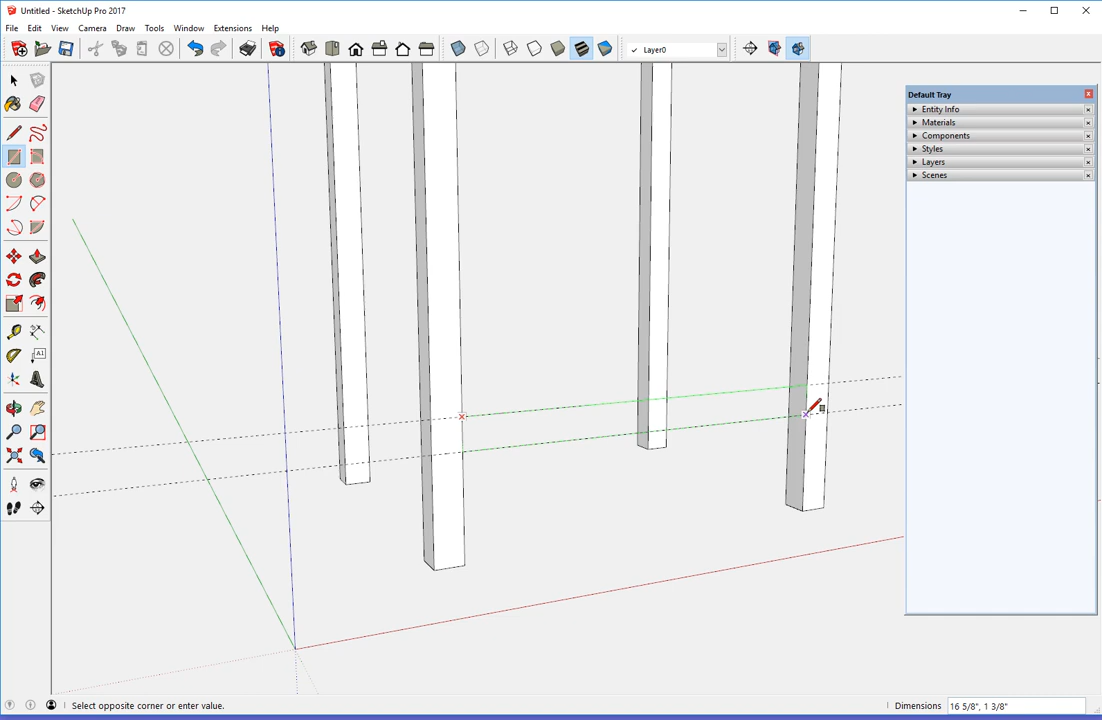 Untitled - SketchUp Pro 2017
File Edit View Camera Draw Tools Window Extensions Help
Layer0
Default Tray
Entity Info
Materials
Components
Styles
Layers
Scenes
A1
Select opposite corner or enter value.
Dimensions 16 5/8", 1 3/8"